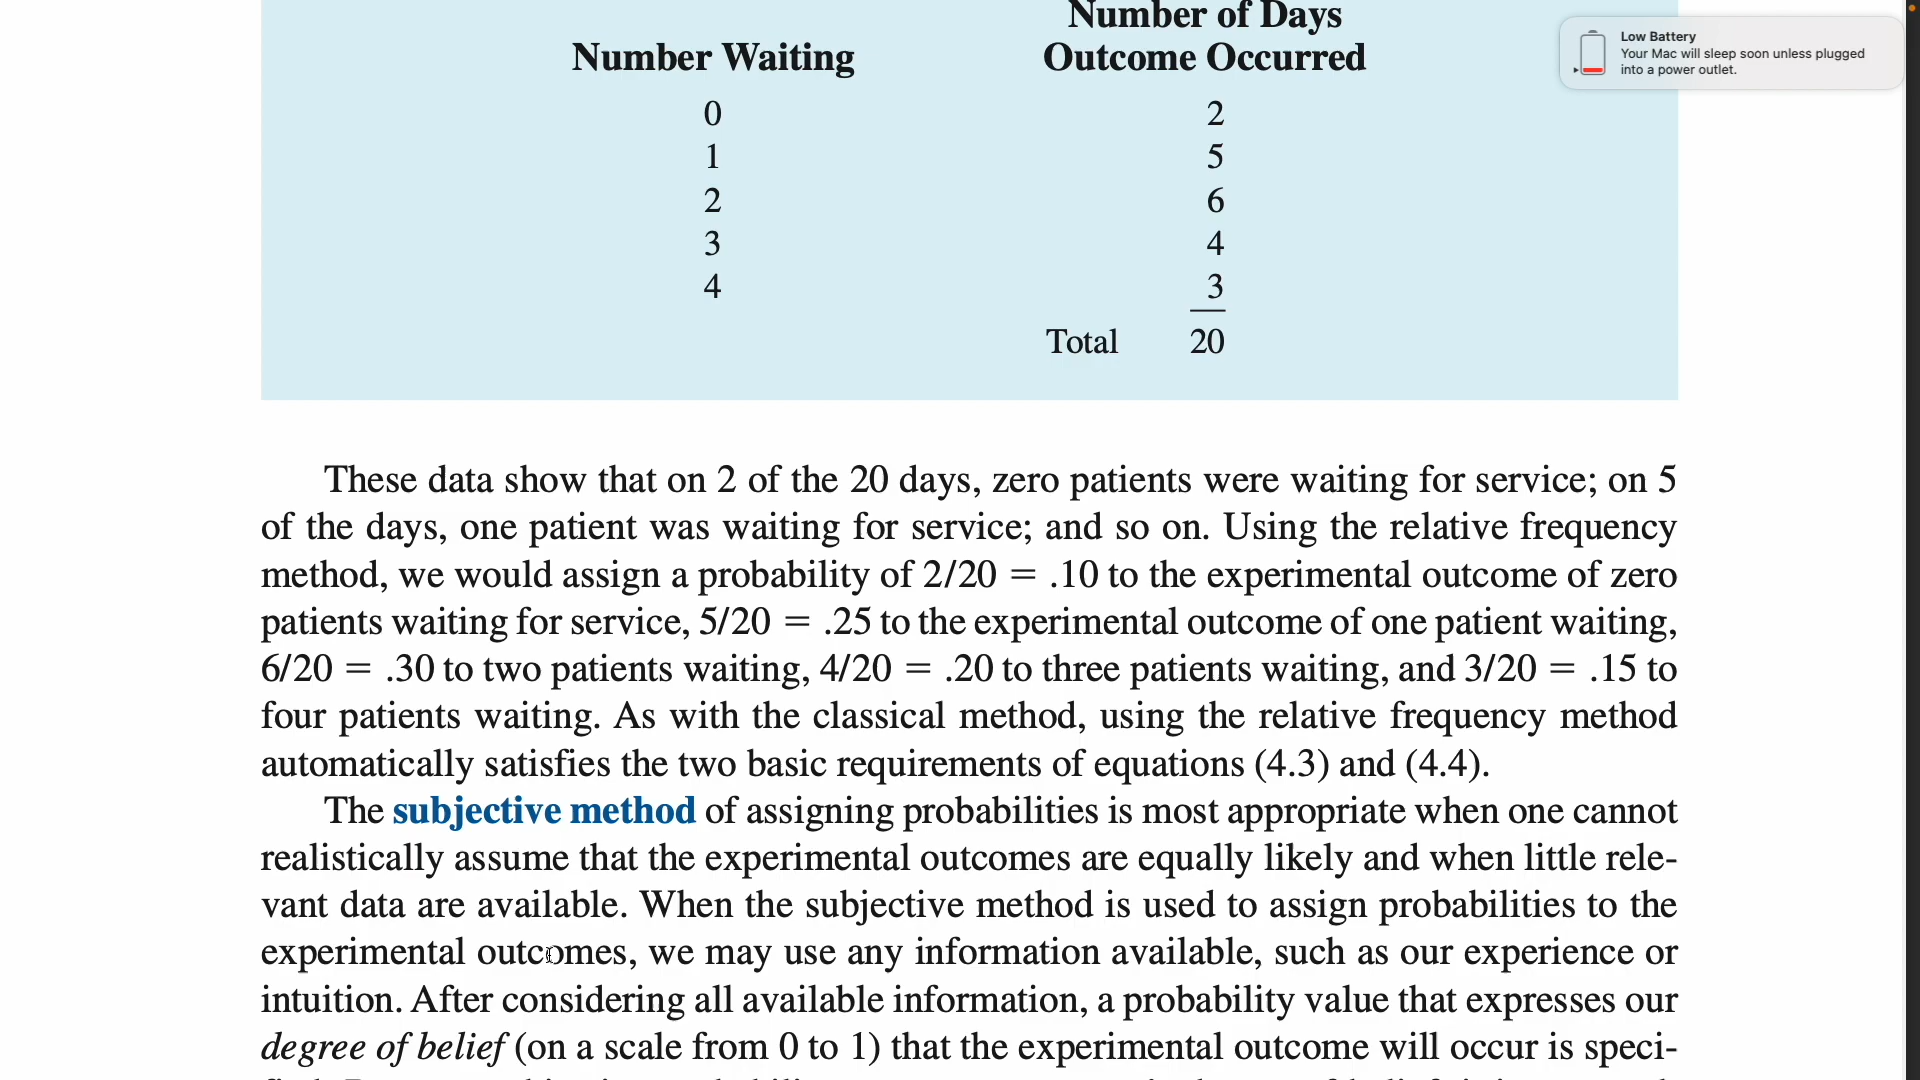 Number of Days
Number Waiting Outcome Occurred
0 2
1 5
2 6
3 4
4 3
Total 20
Low Battery
Your Mac will sleep soon unless plugged
into a power outlet.
These data show that on 2 of the 20 days, zero patients were waiting for service; on 5
of the days, one patient was waiting for service; and so on. Using the relative frequency
method, we would assign a probability of 2/20 = .10 to the experimental outcome of zero
patients waiting for service, 5/20 = .25 to the experimental outcome of one patient waiting,
6/20 = .30 to two patients waiting, 4/20 = .20 to three patients waiting, and 3/20 = .15 to
four patients waiting. As with the classical method, using the relative frequency method
automatically satisfies the two basic requirements of equations (4.3) and (4.4).
The subjective method of assigning probabilities is most appropriate when one cannot
realistically assume that the experimental outcomes are equally likely and when little rele-
vant data are available. When the subjective method is used to assign probabilities to the
experimental outcomes, we may use any information available, such as our experience or
intuition. After considering all available information, a probability value that expresses our
degree of belief (on a scale from 0 to 1) that the experimental outcome will occur is speci-